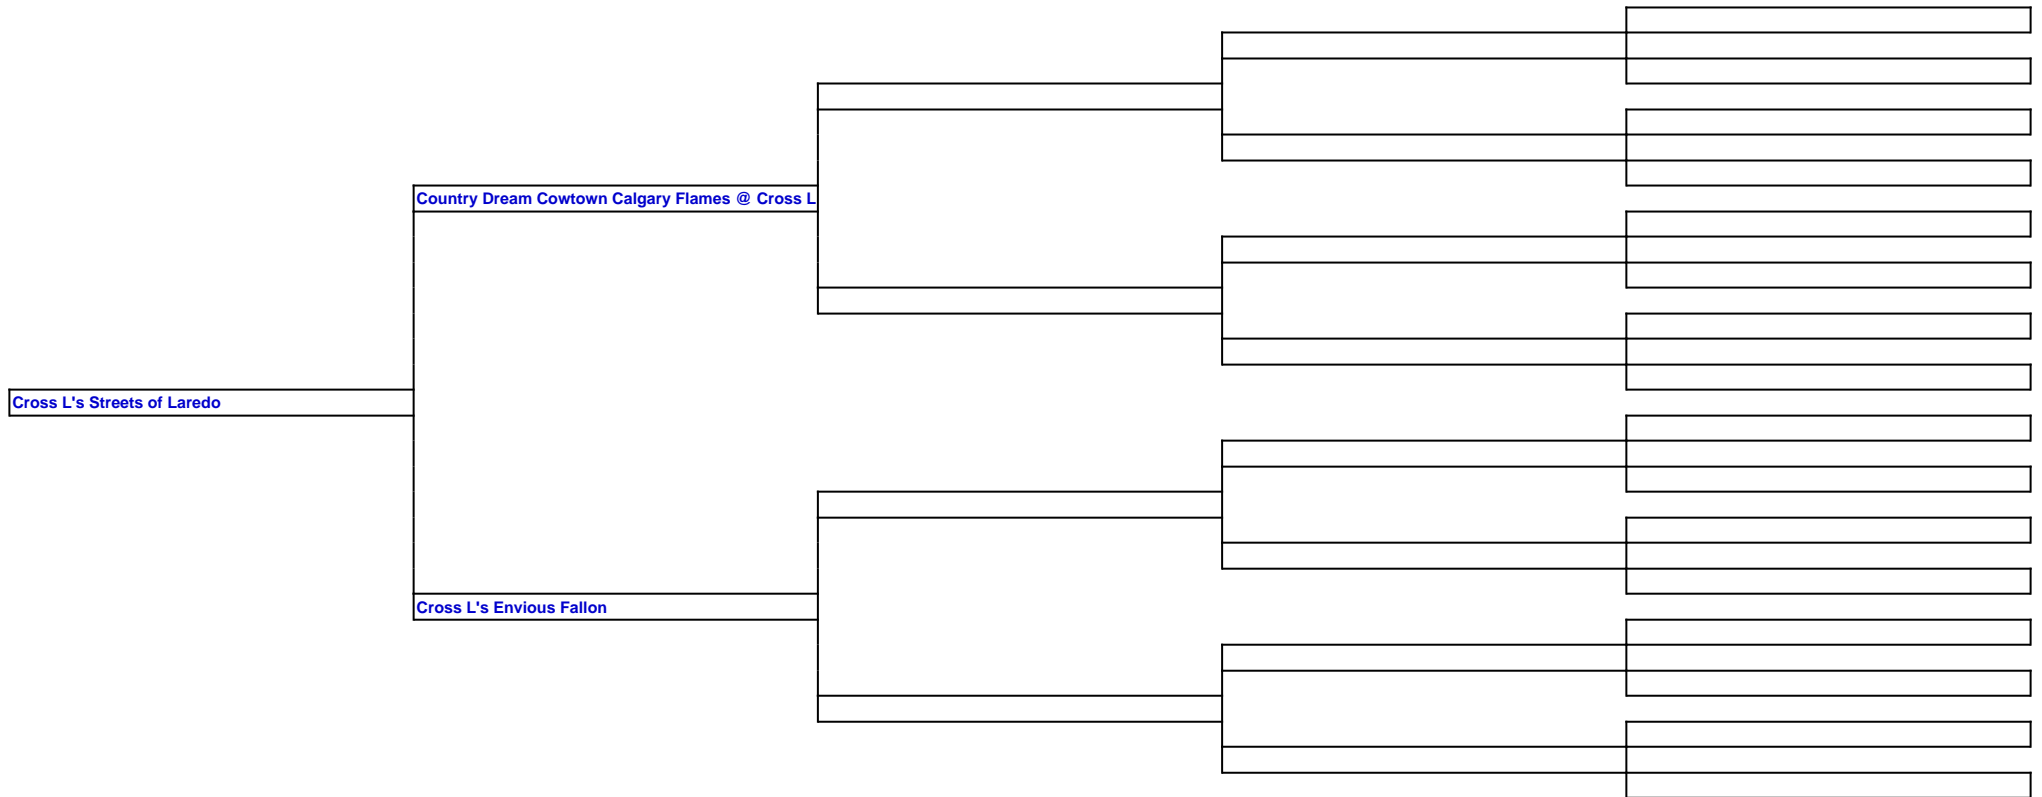 Country Dream Cowtown Calgary Flames @ Cross L
Cross L's Streets of Laredo
Cross L's Envious Fallon